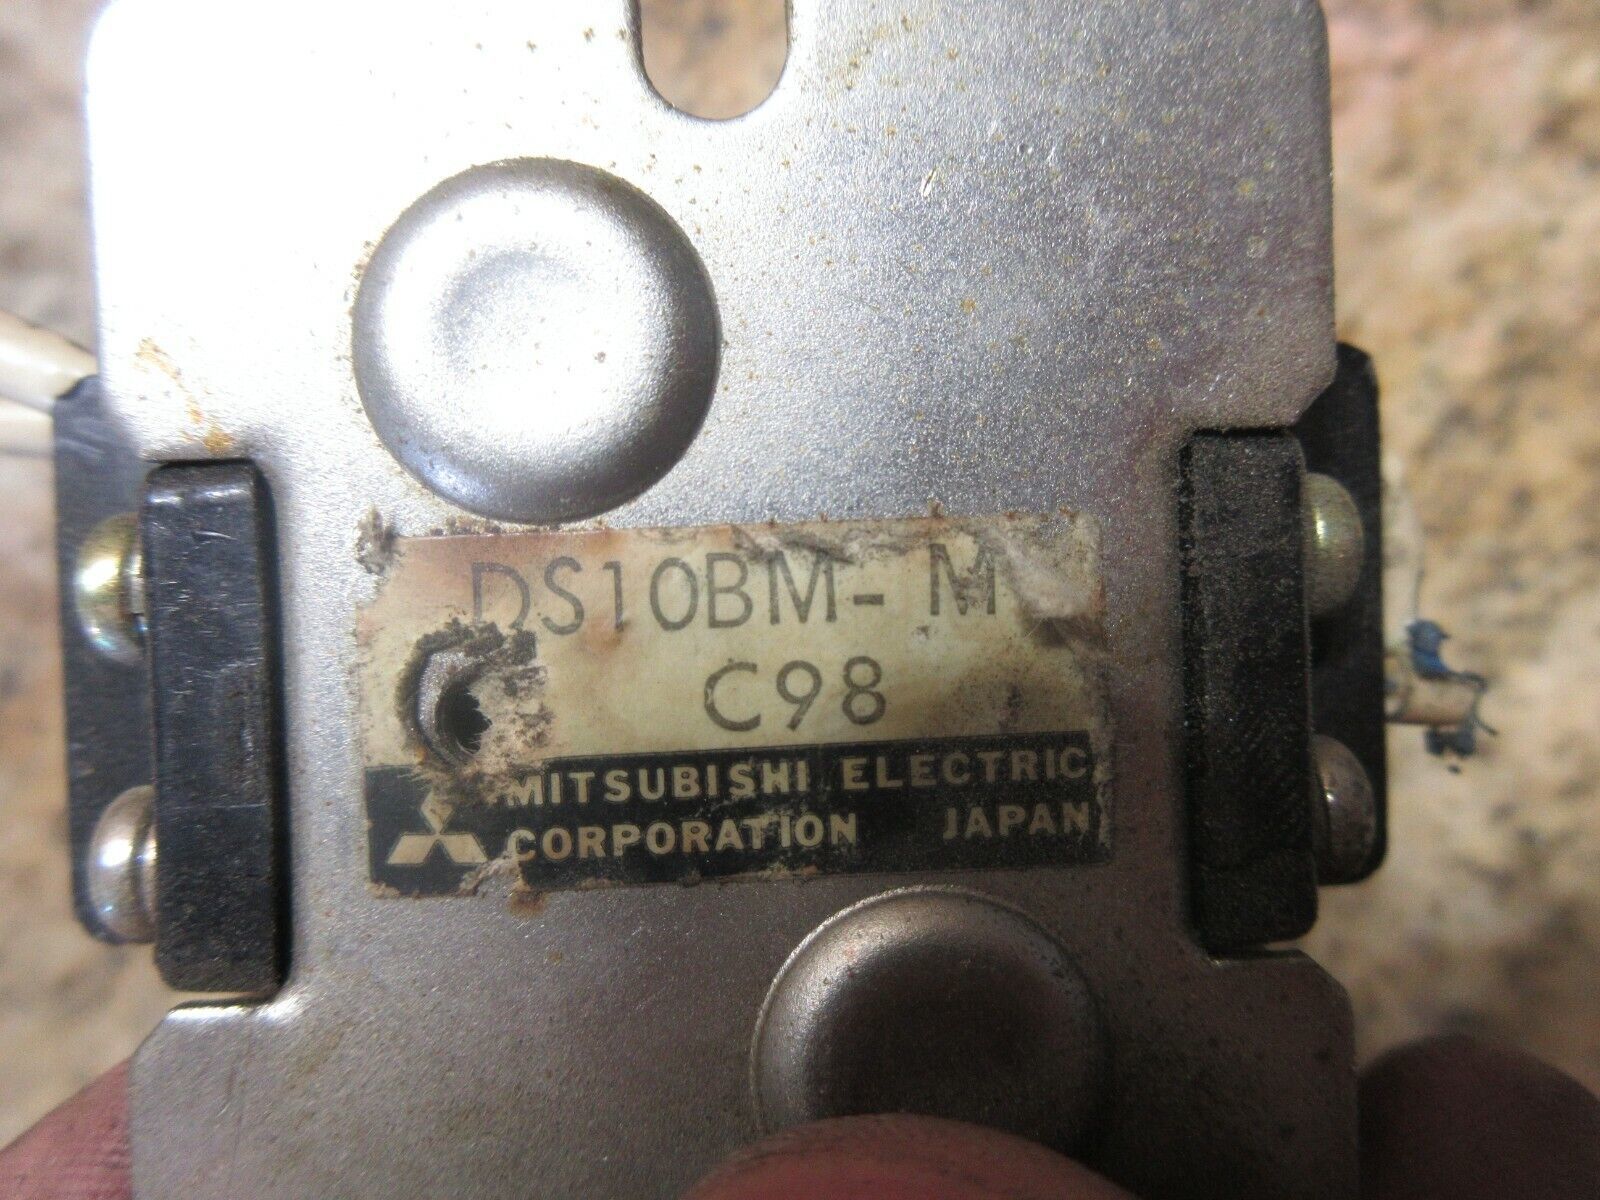 DS10BM-M
C98
MITSUBISHI ELECTRIC
CORPORATION JAPAN